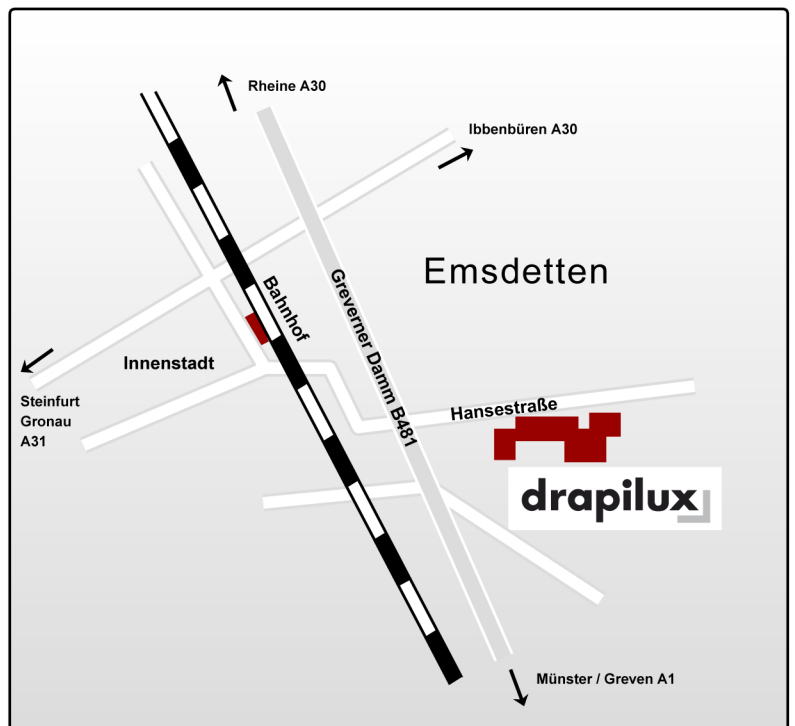 Rheine A30
Ibbenbüren A30
Emsdetten
Bahnhof
Greverner Damm B481
Innenstadt
Steinfurt
Gronau
A31
Hansestraße
drapilux
Münster / Greven A1